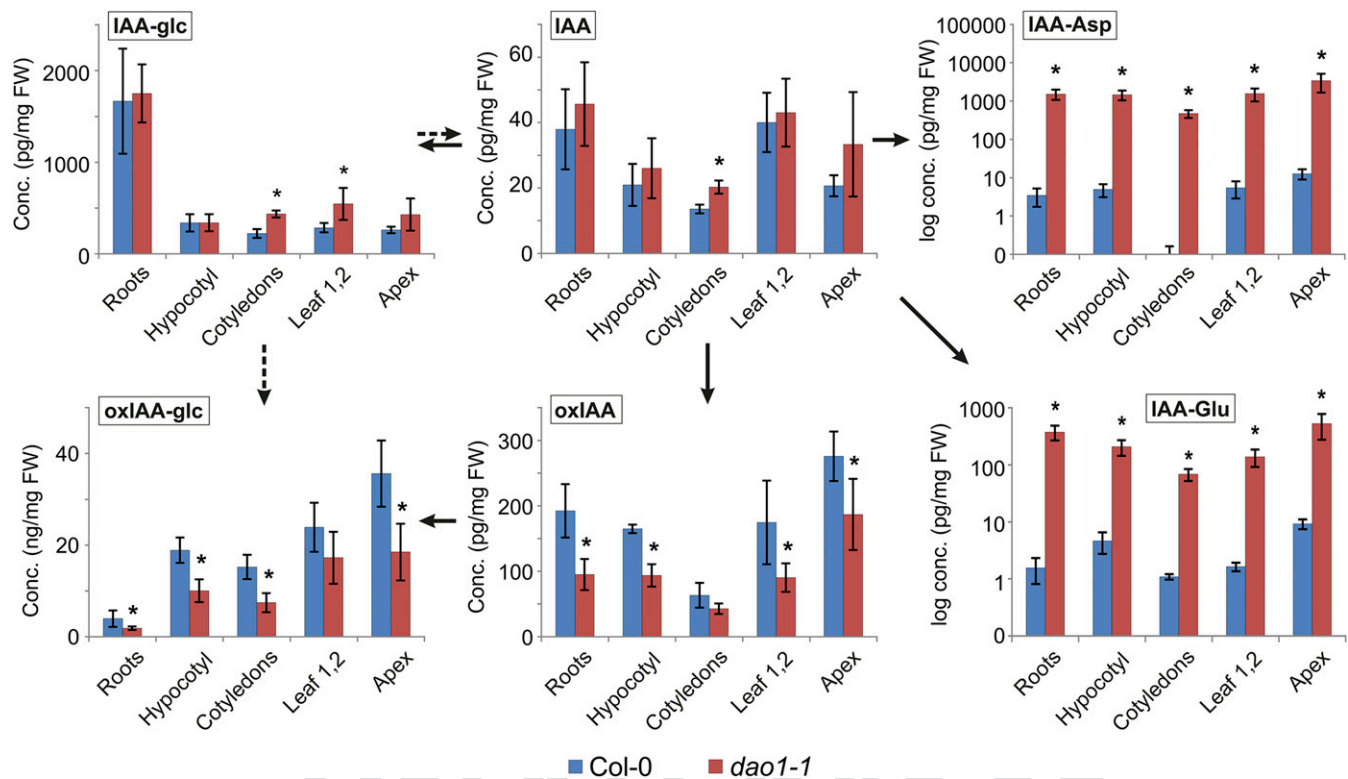 IAA-glc
Conc. (pg/mg FW)
2000
1000
0
*
*
Roots
Hypocotyl
Cotyledons
Leaf 1,2
Apex
IAA
Conc. (pg/mg FW)
60
40
20
0
*
Roots
Hypocotyl
Cotyledons
Leaf 1,2
Apex
IAA-Asp
log conc. (pg/mg FW)
100000
10000
1000
100
10
1
0
*
*
*
*
*
Roots
Hypocotyl
Cotyledons
Leaf 1,2
Apex
oxIAA-glc
Conc. (ng/mg FW)
40
20
0
*
*
*
*
Roots
Hypocotyl
Cotyledons
Leaf 1,2
Apex
oxIAA
Conc. (pg/mg FW)
300
200
100
0
*
*
*
*
Roots
Hypocotyl
Cotyledons
Leaf 1,2
Apex
IAA-Glu
log conc. (pg/mg FW)
1000
100
10
1
0
*
*
*
*
*
Roots
Hypocotyl
Cotyledons
Leaf 1,2
Apex
Col-0
dao1-1